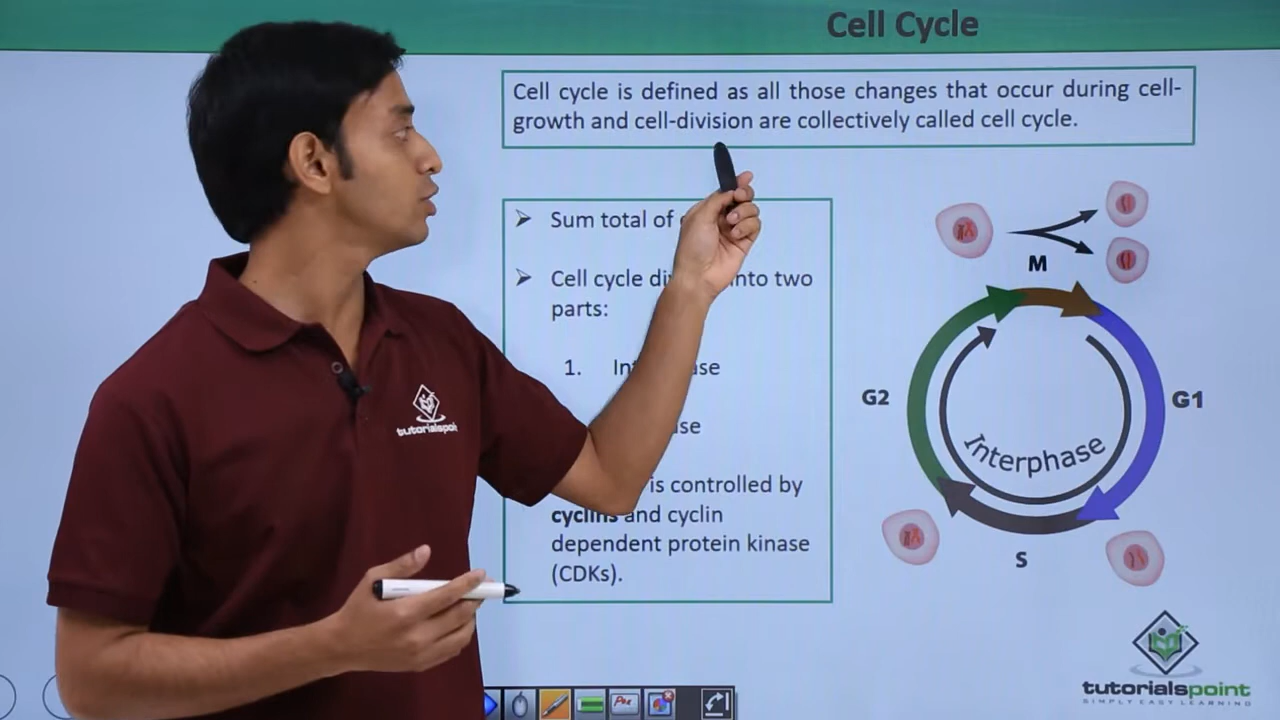 Cell Cycle
Cell cycle is defined as all those changes that occur during cell-
growth and cell-division are collectively called cell cycle.
Sum total of
Cell cycle into two
parts:
1.
is controlled by
cyclins and cyclin
dependent protein kinase
(CDKs).
M
G2
G1
Interphase
S
tutorialspoint
tutorialspoint
SIMPLY EASY LEARNING